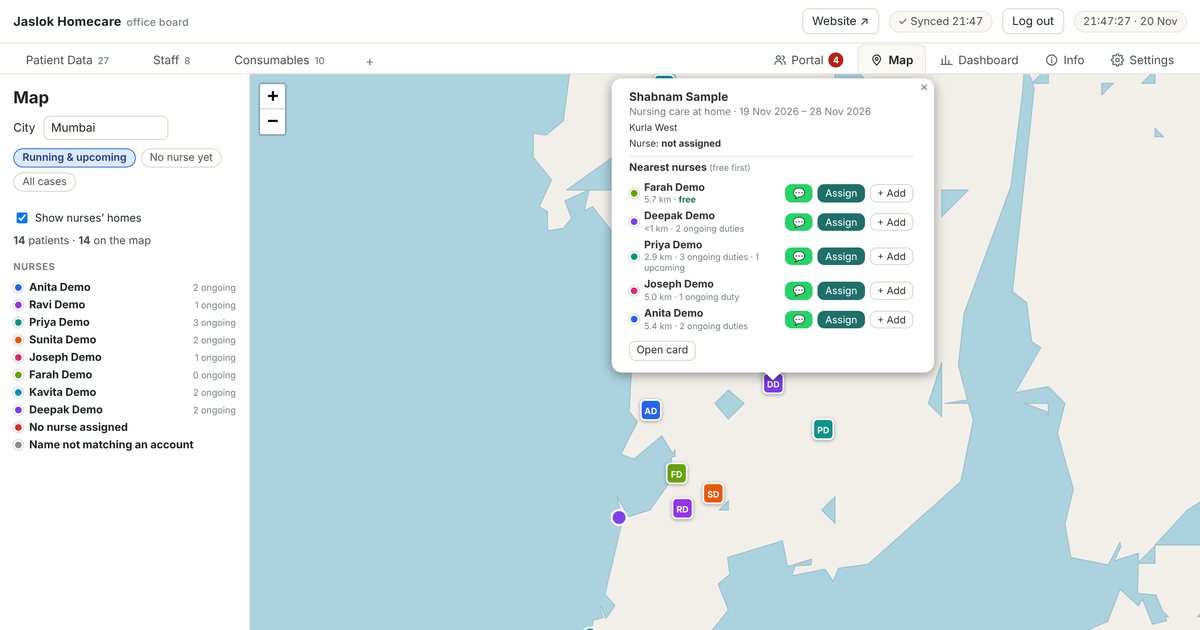 Jaslok Homecare office board
Website ↗
✓ Synced 21:47
Log out
21:47:27 · 20 Nov
Patient Data 27
Staff 8
Consumables 10
+
Portal 4
Map
Dashboard
Info
Settings
Map
City Mumbai
Running & upcoming
No nurse yet
All cases
Show nurses’ homes
14 patients · 14 on the map
NURSES
Anita Demo 2 ongoing
Ravi Demo 1 ongoing
Priya Demo 3 ongoing
Sunita Demo 2 ongoing
Joseph Demo 1 ongoing
Farah Demo 0 ongoing
Kavita Demo 2 ongoing
Deepak Demo 2 ongoing
No nurse assigned
Name not matching an account
+
−
×
Shabnam Sample
Nursing care at home · 19 Nov 2026 – 28 Nov 2026
Kurla West
Nurse: not assigned
Nearest nurses (free first)
Farah Demo
5.7 km · free
Assign
+ Add
Deepak Demo
<1 km · 2 ongoing duties
Assign
+ Add
Priya Demo
2.9 km · 3 ongoing duties · 1
upcoming
Assign
+ Add
Joseph Demo
5.0 km · 1 ongoing duty
Assign
+ Add
Anita Demo
5.4 km · 2 ongoing duties
Assign
+ Add
Open card
DD
AD
PD
FD
SD
RD